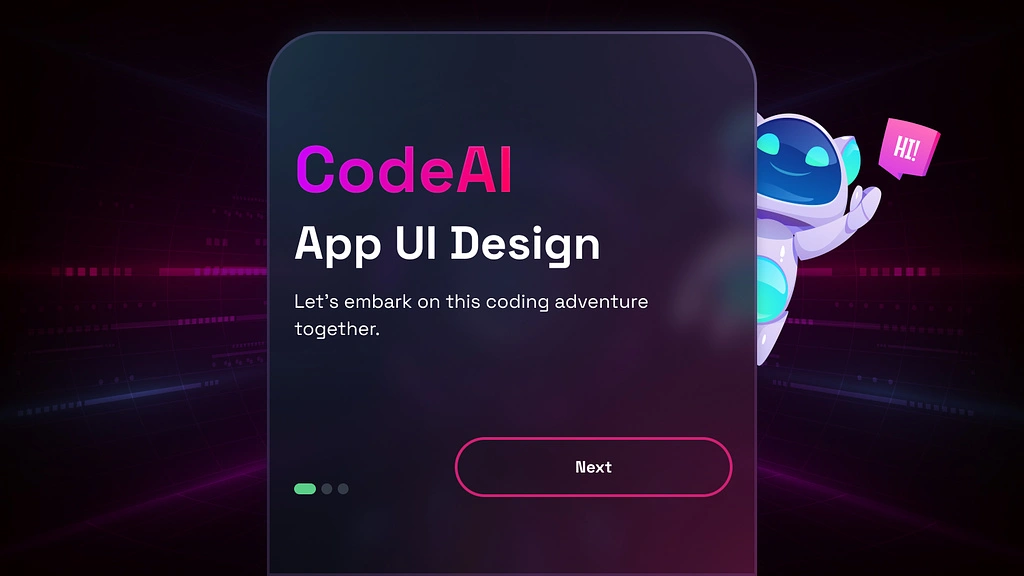 CodeAI
App UI Design
Let's embark on this coding adventure
together.
Next
HI!